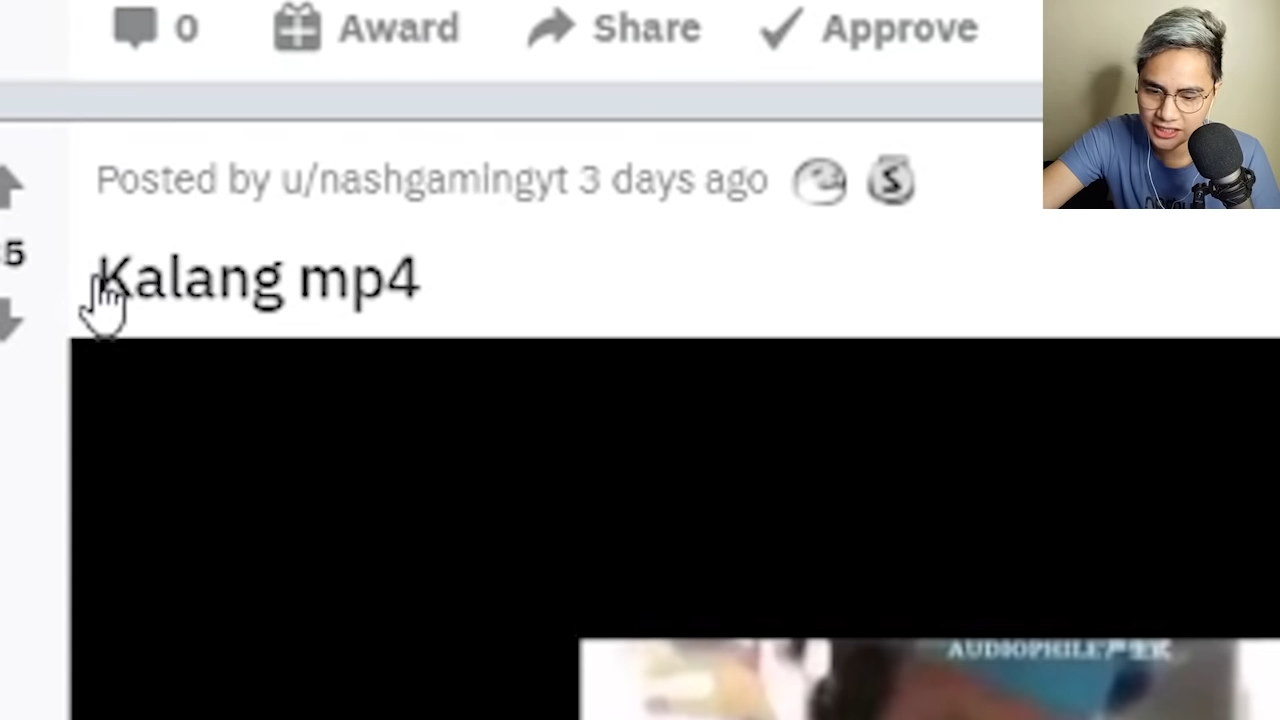 0 Award Share Approve
Posted by u/nashgamingyt 3 days ago
5
Kalang mp4
AUDIOPHILE